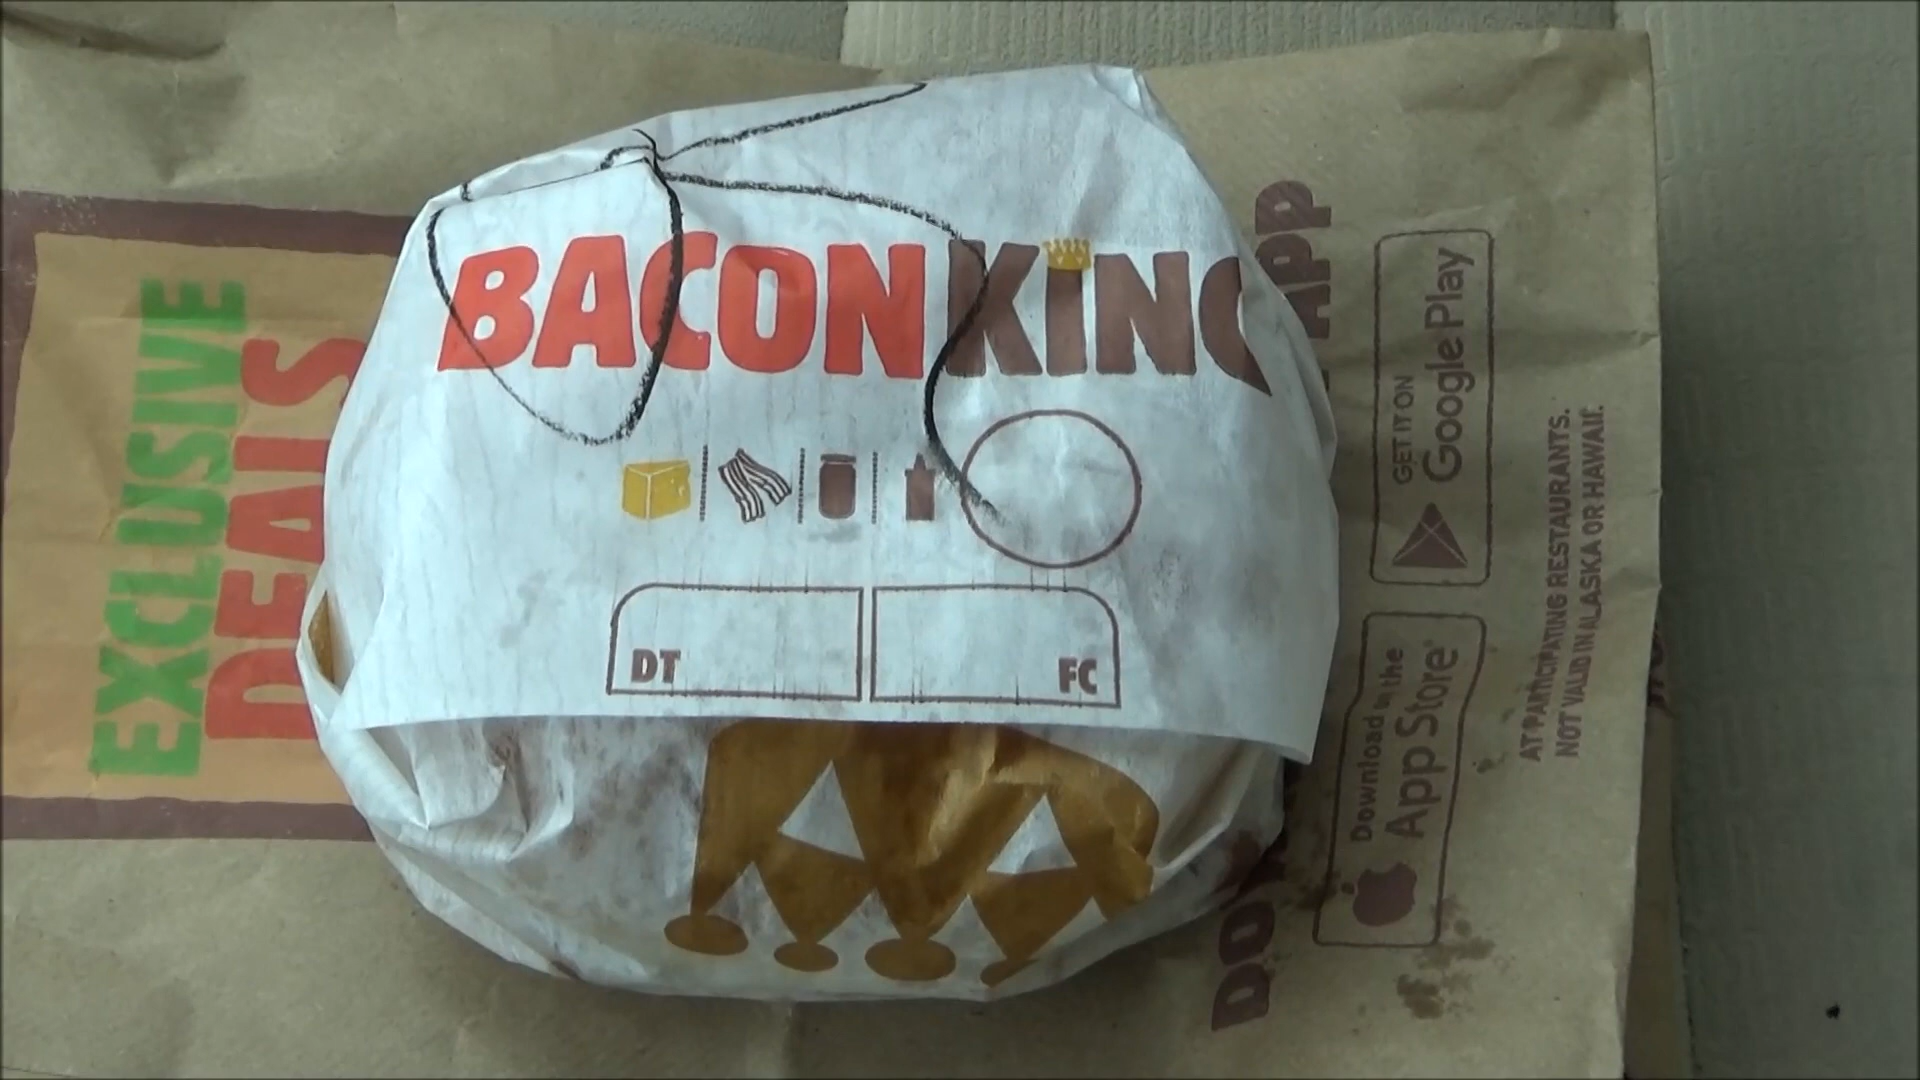 BACON KING
DT
FC
EXCLUSIVE
DEALS
APP
GET IT ON
Google Play
Download in the
App Store
AT PARTICIPATING RESTAURANTS.
NOT VALID IN ALASKA OR HAWAII.